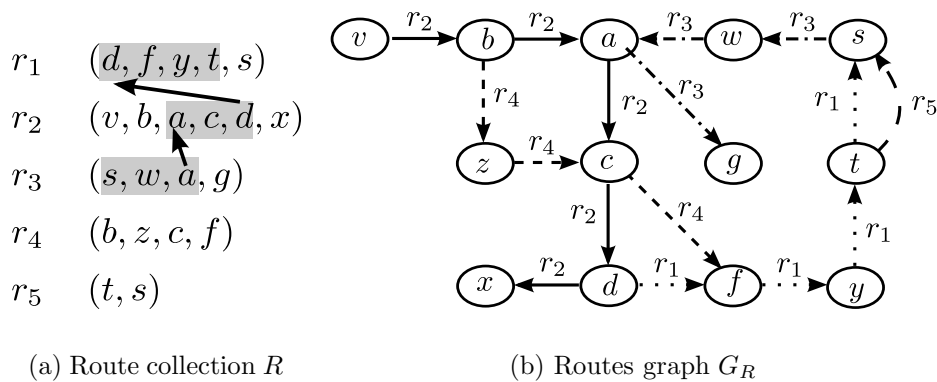 r₁ (d, f, y, t, s)
r₂ (v, b, a, c, d, x)
r₃ (s, w, a, g)
r₄ (b, z, c, f)
r₅ (t, s)
(a) Route collection R
v r₂ b r₂ a r₃ w r₃ s
r₄ r₂ r₃ r₁ r₅
z r₄ c g t
r₂ r₄ r₁
x r₂ d r₁ f r₁ y
(b) Routes graph G_R